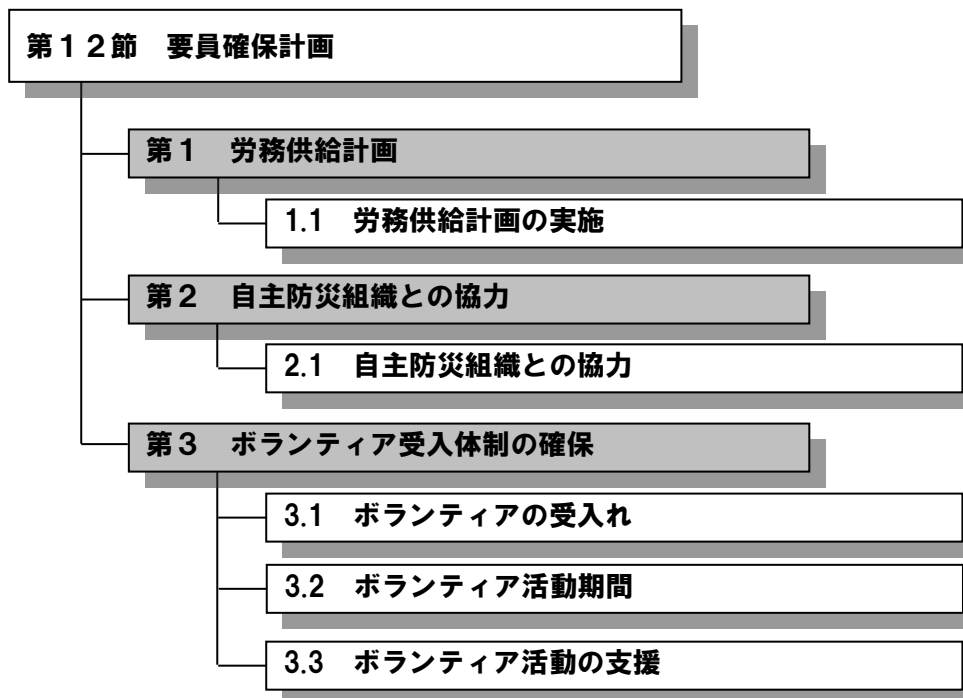 第１２節　要員確保計画
第１　労務供給計画
1.1　労務供給計画の実施
第２　自主防災組織との協力
2.1　自主防災組織との協力
第３　ボランティア受入体制の確保
3.1　ボランティアの受入れ
3.2　ボランティア活動期間
3.3　ボランティア活動の支援